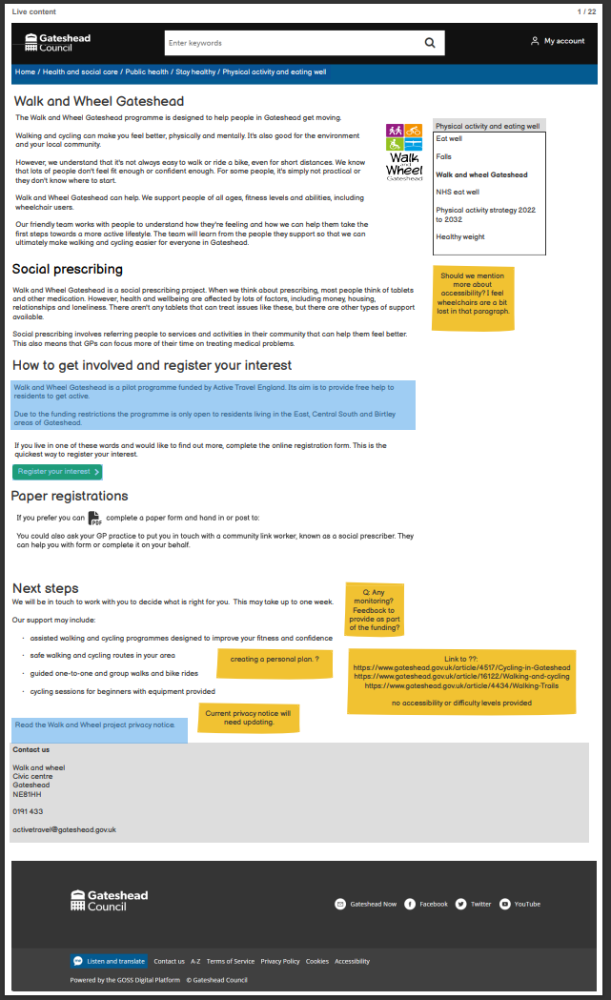 Live content
1 / 22
Gateshead
Council
Enter keywords
My account
Home / Health and social care / Public health / Stay healthy / Physical activity and eating well
Walk and Wheel Gateshead
The Walk and Wheel Gateshead programme is designed to help people in Gateshead get moving.
Walking and cycling can make you feel better, physically and mentally. It's also good for the environment
and your local community.
However, we understand that it's not always easy to walk or ride a bike, even for short distances. We know
that lots of people don't feel fit enough or confident enough. For some people, it's simply not practical or
they don't know where to start.
Walk and Wheel Gateshead can help. We support people of all ages, fitness levels and abilities, including
wheelchair users.
Our friendly team works with people to understand how they're feeling and how we can help them take the
first steps towards a more active lifestyle. The team will learn from the people they support so that we can
ultimately make walking and cycling easier for everyone in Gateshead.
Walk
and
Wheel
Gateshead
Physical activity and eating well
Eat well
Falls
Walk and Wheel Gateshead
NHS eat well
Physical activity strategy 2022
to 2032
Healthy weight
Should we mention
more about
accessibility? I feel
wheelchairs are a bit
lost in that paragraph.
Social prescribing
Walk and Wheel Gateshead is a social prescribing project. When we think about prescribing, most people think of tablets
and other medication. However, health and wellbeing are affected by lots of factors, including money, housing,
relationships and loneliness. There aren't any tablets that can treat issues like these, but there are other types of support
available.
Social prescribing involves referring people to services and activities in their community that can help them feel better.
This also means that GPs can focus more of their time on treating medical problems.
How to get involved and register your interest
Walk and Wheel Gateshead is a pilot programme funded by Active Travel England. Its aim is to provide free help to
residents to get active.
Due to the funding restrictions the programme is only open to residents living in the East, Central South and Birtley
areas of Gateshead.
If you live in one of these wards and would like to find out more, complete the online registration form. This is the
quickest way to register your interest.
Register your interest
Paper registrations
If you prefer you can PDF complete a paper form and hand in or post to:
You could also ask your GP practice to put you in touch with a community link worker, known as a social prescriber. They
can help you with form or complete it on your behalf.
Next steps
We will be in touch to work with you to decide what is right for you. This may take up to one week.
Our support may include:
· assisted walking and cycling programmes designed to improve your fitness and confidence
· safe walking and cycling routes in your area
· guided one-to-one and group walks and bike rides
· cycling sessions for beginners with equipment provided
Q: Any
monitoring?
Feedback to
provide as part
of the funding?
creating a personal plan. ?
Link to ??:
https://www.gateshead.gov.uk/article/4517/Cycling-in-Gateshead
https://www.gateshead.gov.uk/article/16122/Walking-and-cycling
https://www.gateshead.gov.uk/article/4434/Walking-Trails
no accessibility or difficulty levels provided
Current privacy notice will
need updating.
Read the Walk and Wheel project privacy notice.
Contact us
Walk and wheel
Civic centre
Gateshead
NE81HH
0191 433
activetravel@gateshead.gov.uk
Gateshead
Council
Gateshead Now
Facebook
Twitter
YouTube
Listen and translate
Contact us
A-Z
Terms of Service
Privacy Policy
Cookies
Accessibility
Powered by the GOSS Digital Platform
© Gateshead Council